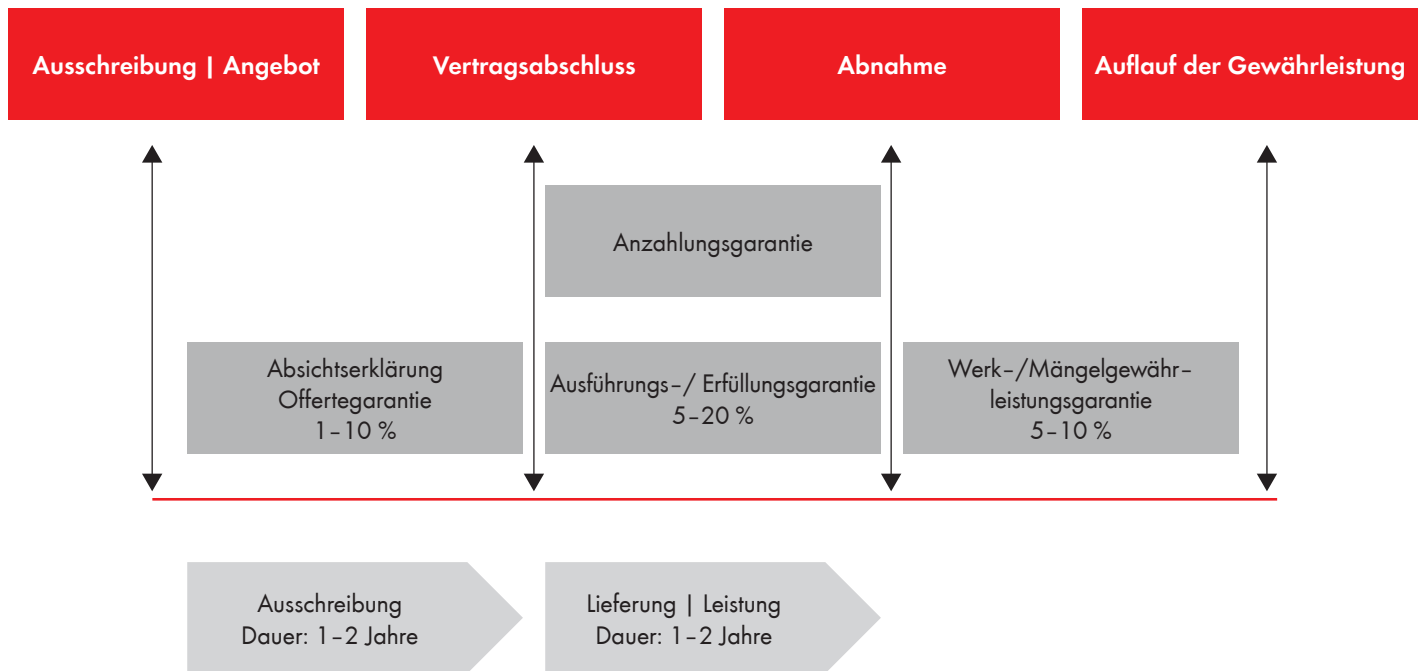 Ausschreibung | Angebot
Vertragsabschluss
Abnahme
Auflauf der Gewährleistung
Anzahlungsgarantie
Absichtserklärung
Offertegarantie
1–10 %
Ausführungs–/ Erfüllungsgarantie
5–20 %
Werk–/Mängelgewähr–
leistungsgarantie
5–10 %
Ausschreibung
Dauer: 1–2 Jahre
Lieferung | Leistung
Dauer: 1–2 Jahre